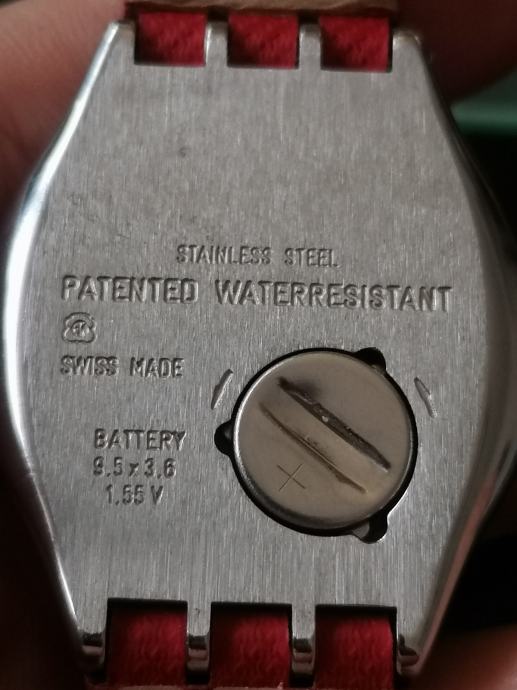 STAINLESS STEEL
PATENTED WATERRESISTANT
SWISS MADE
BATTERY
9.5 x 3.6
1.55 V
+